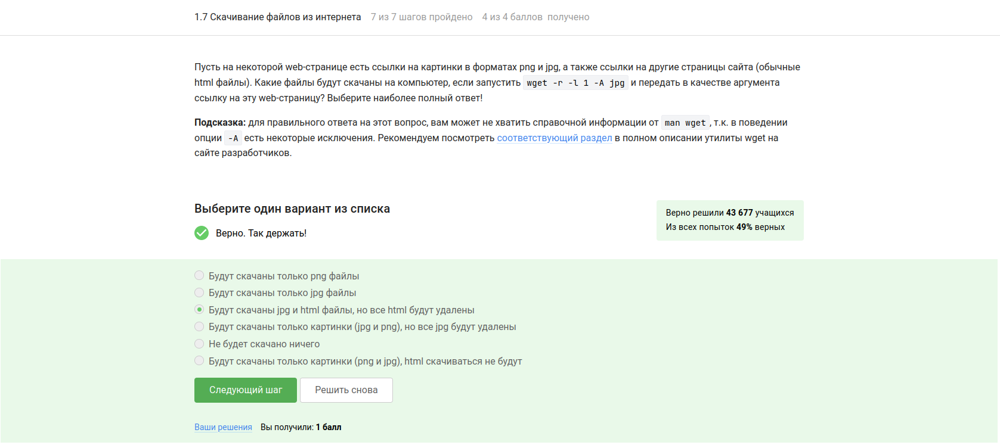 1.7 Скачивание файлов из интернета 7 из 7 шагов пройдено 4 из 4 баллов получено
Пусть на некоторой web-странице есть ссылки на картинки в форматах png и jpg, а также ссылки на другие страницы сайта (обычные
html файлы). Какие файлы будут скачаны на компьютер, если запустить wget -r -l 1 -A jpg и передать в качестве аргумента
ссылку на эту web-страницу? Выберите наиболее полный ответ!
Подсказка: для правильного ответа на этот вопрос, вам может не хватить справочной информации от man wget, т.к. в поведении
опции -A есть некоторые исключения. Рекомендуем посмотреть соответствующий раздел в полном описании утилиты wget на
сайте разработчиков.
Выберите один вариант из списка
Верно. Так держать!
Верно решили 43 677 учащихся
Из всех попыток 49% верных
Будут скачаны только png файлы
Будут скачаны только jpg файлы
Будут скачаны jpg и html файлы, но все html будут удалены
Будут скачаны только картинки (jpg и png), но все jpg будут удалены
Не будет скачано ничего
Будут скачаны только картинки (png и jpg), html скачиваться не будут
Следующий шаг Решить снова
Ваши решения Вы получили: 1 балл